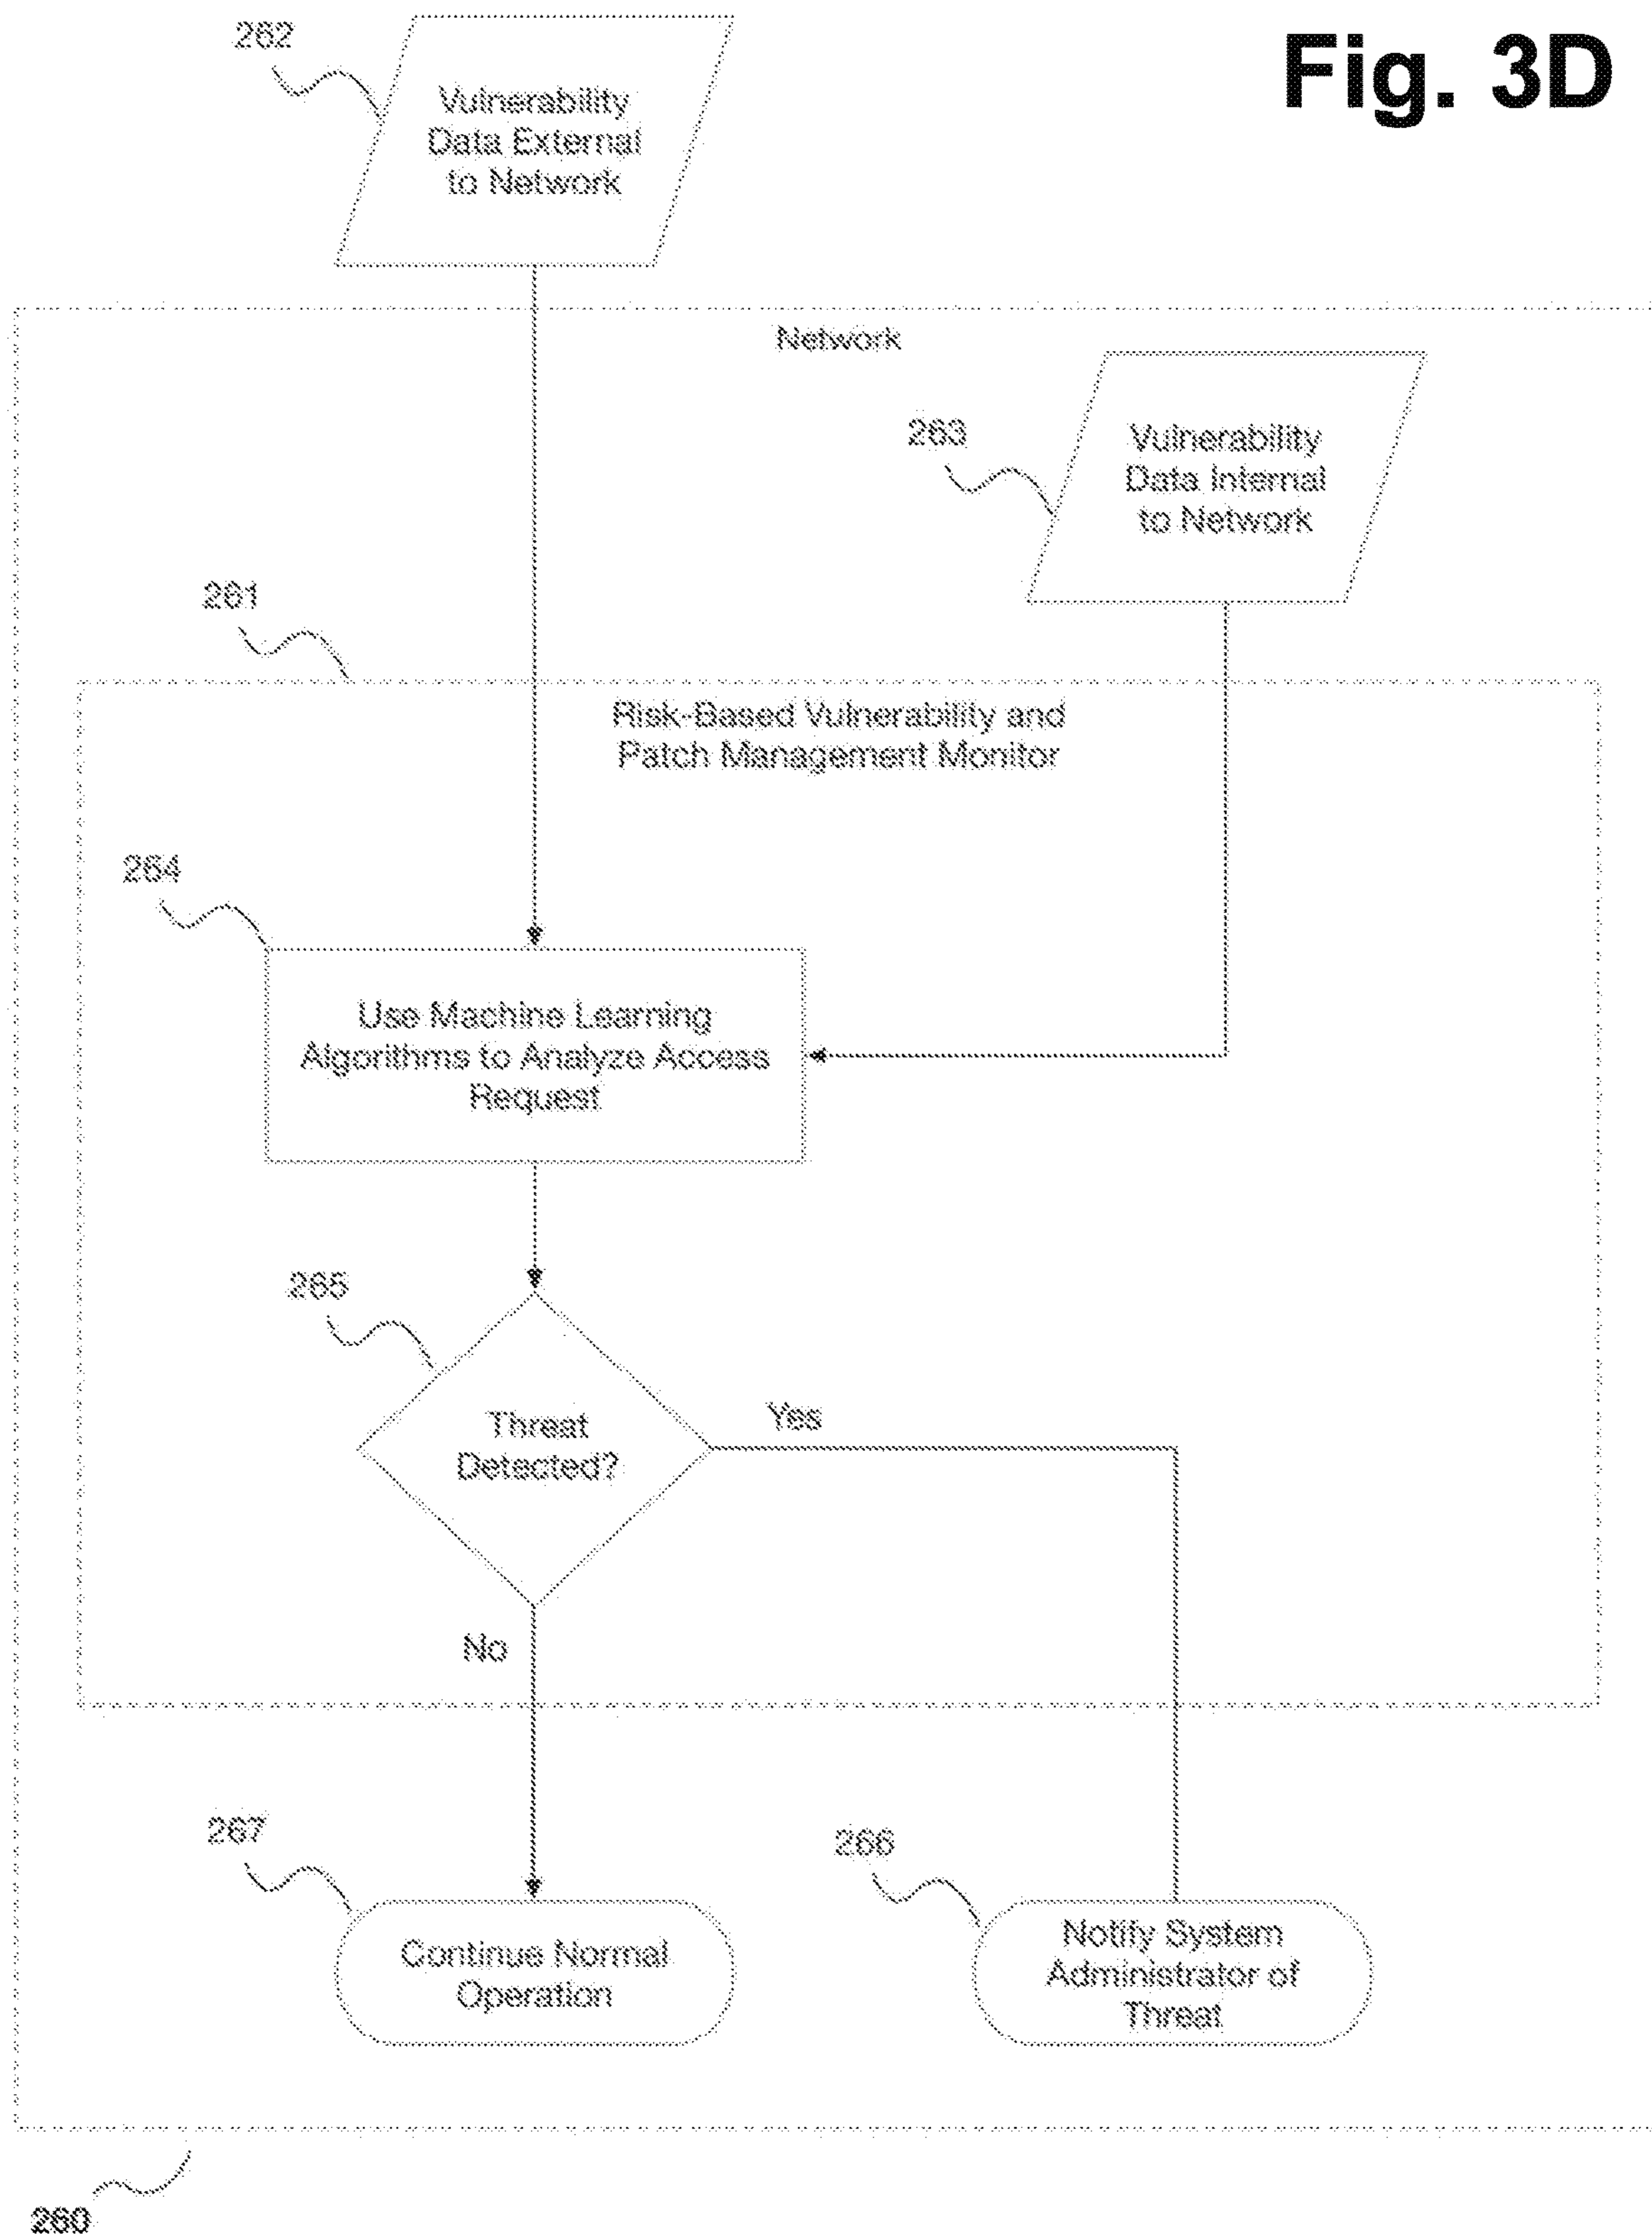 Fig. 3D
262
Vulnerability
Data External
to Network
Network
263
Vulnerability
Data Internal
to Network
261
Risk-Based Vulnerability and
Patch Management Monitor
264
Use Machine Learning
Algorithms to Analyze Access
Request
265
Threat
Detected?
Yes
No
267
Continue Normal
Operation
266
Notify System
Administrator of
Threat
260